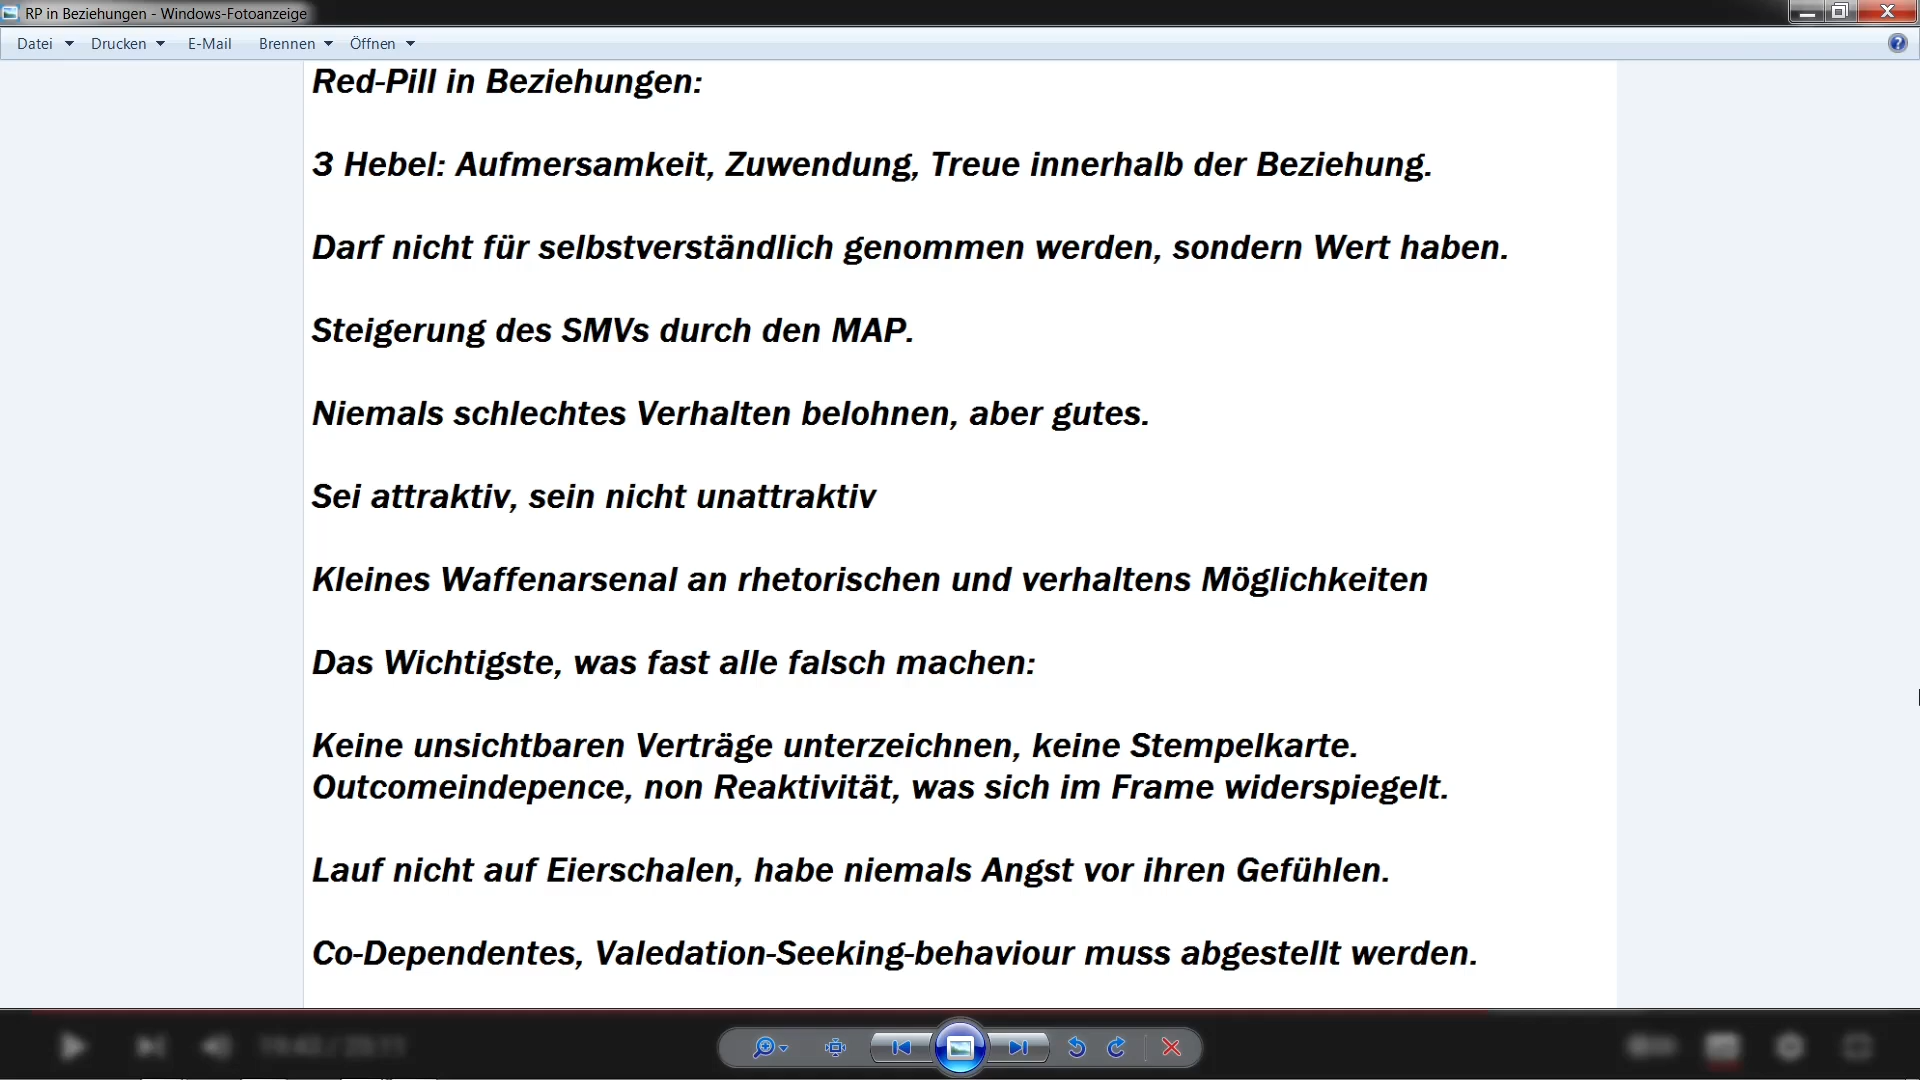 RP in Beziehungen - Windows-Fotoanzeige
Datei Drucken E-Mail Brennen Öffnen
Red-Pill in Beziehungen:
3 Hebel: Aufmersamkeit, Zuwendung, Treue innerhalb der Beziehung.
Darf nicht für selbstverständlich genommen werden, sondern Wert haben.
Steigerung des SMVs durch den MAP.
Niemals schlechtes Verhalten belohnen, aber gutes.
Sei attraktiv, sein nicht unattraktiv
Kleines Waffenarsenal an rhetorischen und verhaltens Möglichkeiten
Das Wichtigste, was fast alle falsch machen:
Keine unsichtbaren Verträge unterzeichnen, keine Stempelkarte.
Outcomeindepence, non Reaktivität, was sich im Frame widerspiegelt.
Lauf nicht auf Eierschalen, habe niemals Angst vor ihren Gefühlen.
Co-Dependentes, Valedation-Seeking-behaviour muss abgestellt werden.